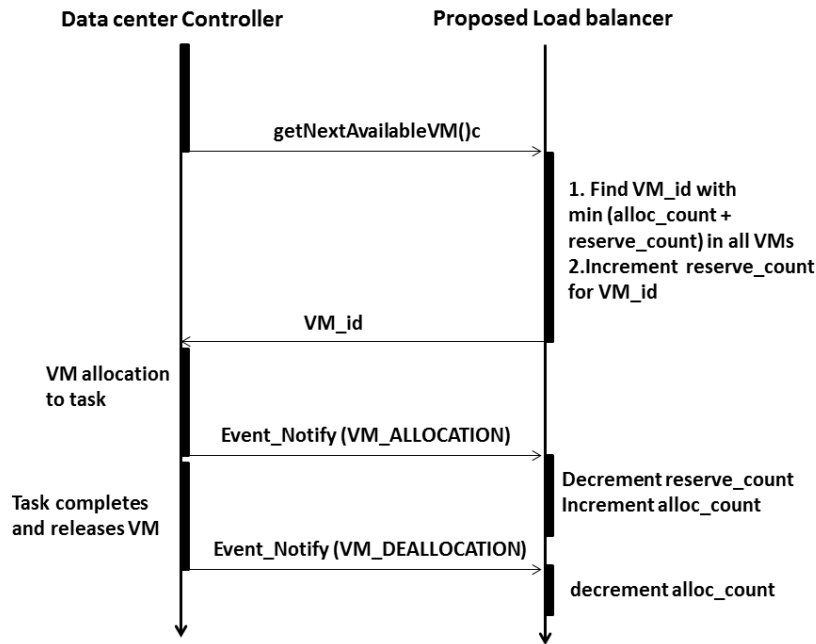 Data center Controller
Proposed Load balancer
getNextAvailableVM()c
1. Find VM_id with
min (alloc_count +
reserve_count) in all VMs
2.Increment reserve_count
for VM_id
VM_id
VM allocation
to task
Event_Notify (VM_ALLOCATION)
Decrement reserve_count
Increment alloc_count
Task completes
and releases VM
Event_Notify (VM_DEALLOCATION)
decrement alloc_count